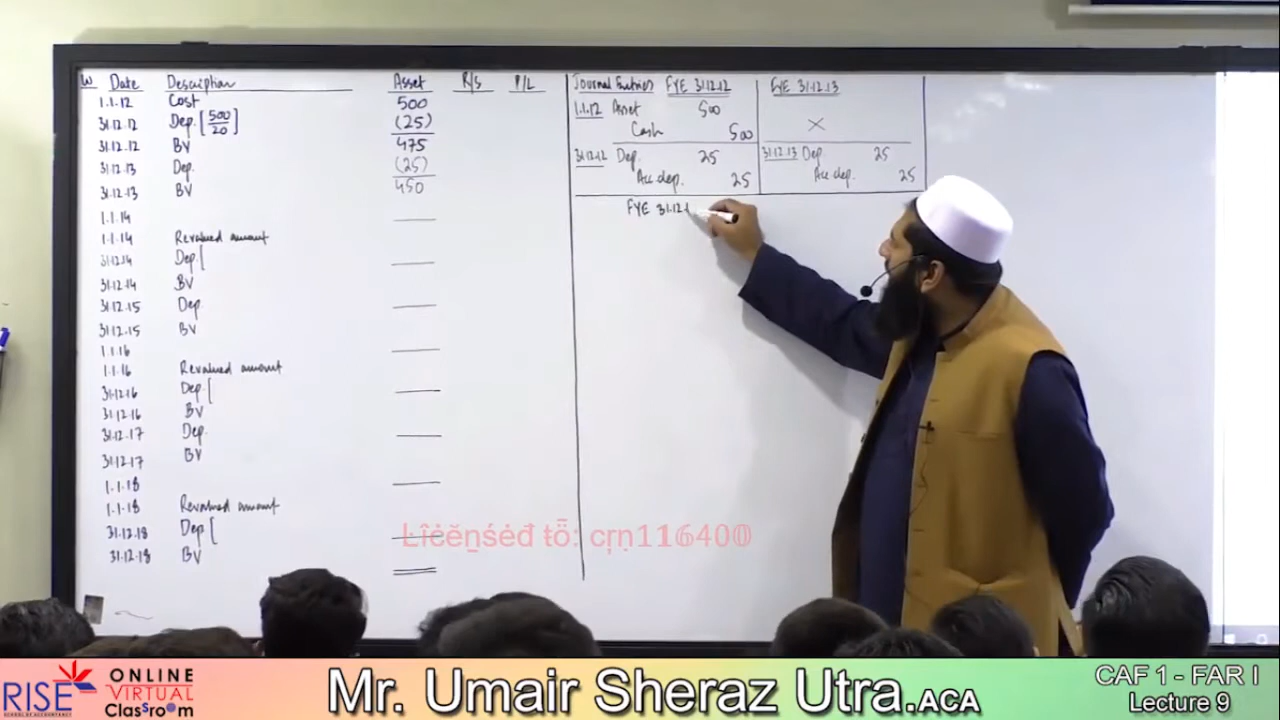 W Date Description Asset R/S P/L
1.1.12 Cost 500
31.12.12 Dep. [500/20] (25)
31.12.12 BV 475
31.12.13 Dep. (25)
31.12.13 BV 450
1.1.14
1.1.14 Revalued amount
31.12.14 Dep [
31.12.14 BV
31.12.15 Dep
31.12.15 BV
1.1.16
1.1.16 Revalued amount
31.12.16 Dep [
31.12.16 BV
31.12.17 Dep.
31.12.17 BV
1.1.18
1.1.18 Revalued amount
31.12.18 Dep [
31.12.18 BV
Journal Entries FYE 31.12.12
1.1.12 Asset 500
Cash 500
31.12.12 Dep. 25
Acc dep. 25
FYE 31.12.13
X
31.12.13 Dep 25
Acc dep. 25
FYE 31.12.1
Lîċëṉṡėđ ẗö: cṛṇ116400
RISE
SCHOOL OF ACCOUNTANCY
ONLINE
VIRTUAL
Classroom
Mr. Umair Sheraz Utra.ACA
CAF 1 - FAR I
Lecture 9